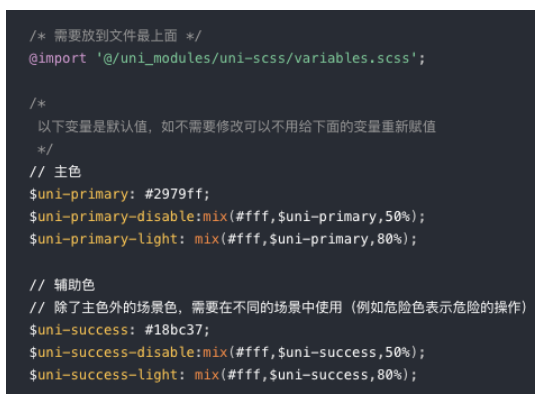 /* 需要放到文件最上面 */
@import '@/uni_modules/uni-scss/variables.scss';
/*
以下变量是默认值，如不需要修改可以不用给下面的变量重新赋值
*/
// 主色
$uni-primary: #2979ff;
$uni-primary-disable:mix(#fff,$uni-primary,50%);
$uni-primary-light: mix(#fff,$uni-primary,80%);
// 辅助色
// 除了主色外的场景色，需要在不同的场景中使用（例如危险色表示危险的操作）
$uni-success: #18bc37;
$uni-success-disable:mix(#fff,$uni-success,50%);
$uni-success-light: mix(#fff,$uni-success,80%);